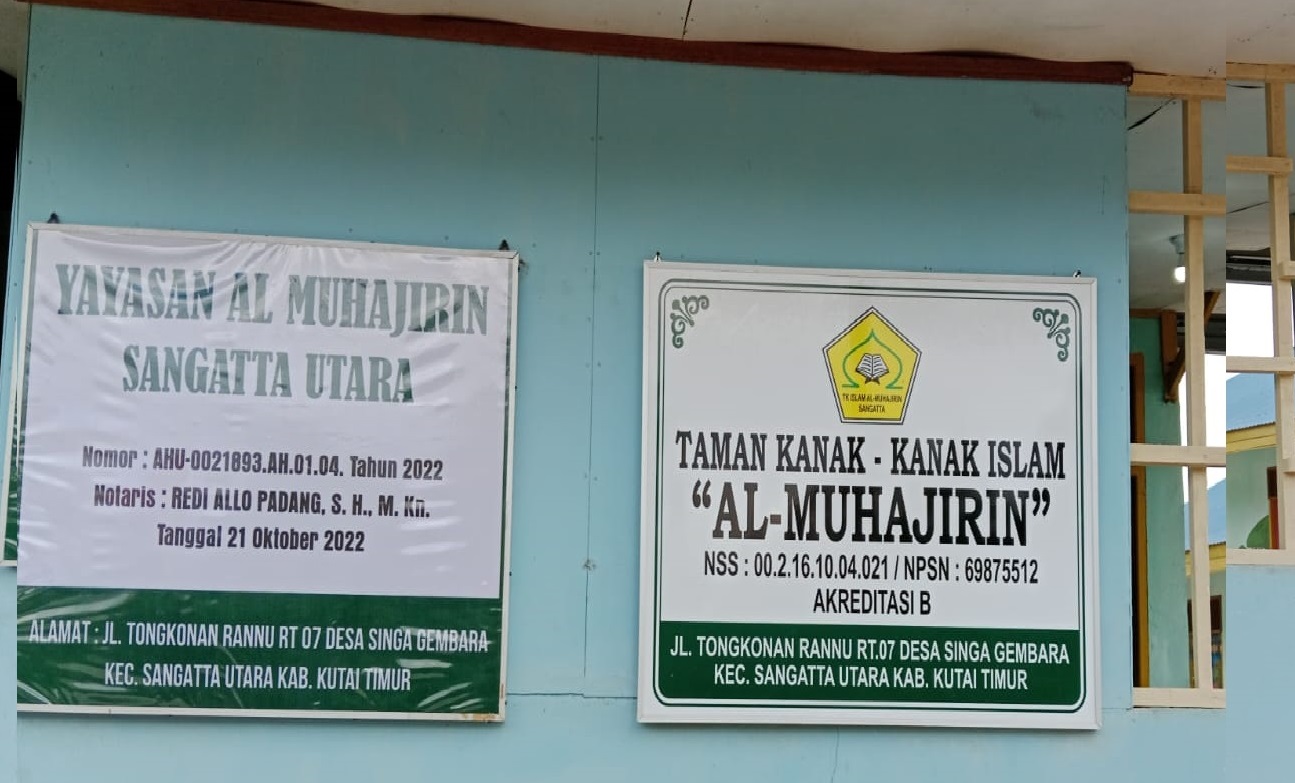 YAYASAN AL MUHAJIRIN
SANGATTA UTARA
Nomor : AHU-0021893.AH.01.04. Tahun 2022
Notaris : REDI ALLO PADANG, S. H., M. Kn.
Tanggal 21 Oktober 2022
ALAMAT : JL. TONGKONAN RANNU RT 07 DESA SINGA GEMBARA
KEC. SANGATTA UTARA KAB. KUTAI TIMUR
TK ISLAM AL-MUHAJIRIN
SANGATTA
TAMAN KANAK - KANAK ISLAM
“AL-MUHAJIRIN”
NSS : 00.2.16.10.04.021 / NPSN : 69875512
AKREDITASI B
JL. TONGKONAN RANNU RT.07 DESA SINGA GEMBARA
KEC. SANGATTA UTARA KAB. KUTAI TIMUR